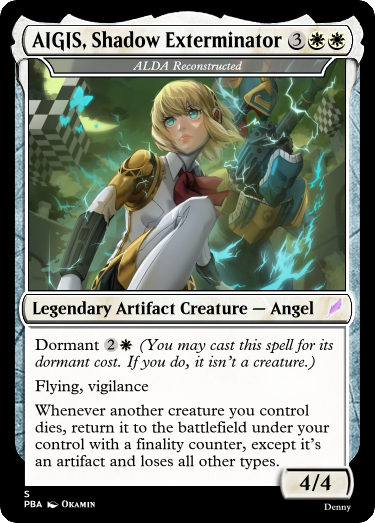 AIGIS, Shadow Exterminator 3
ALDA Reconstructed
Legendary Artifact Creature — Angel
Dormant 2 (You may cast this spell for its
dormant cost. If you do, it isn't a creature.)
Flying, vigilance
Whenever another creature you control
dies, return it to the battlefield under your
control with a finality counter, except it's
an artifact and loses all other types.
4/4
S
PBA Okamin
Denny